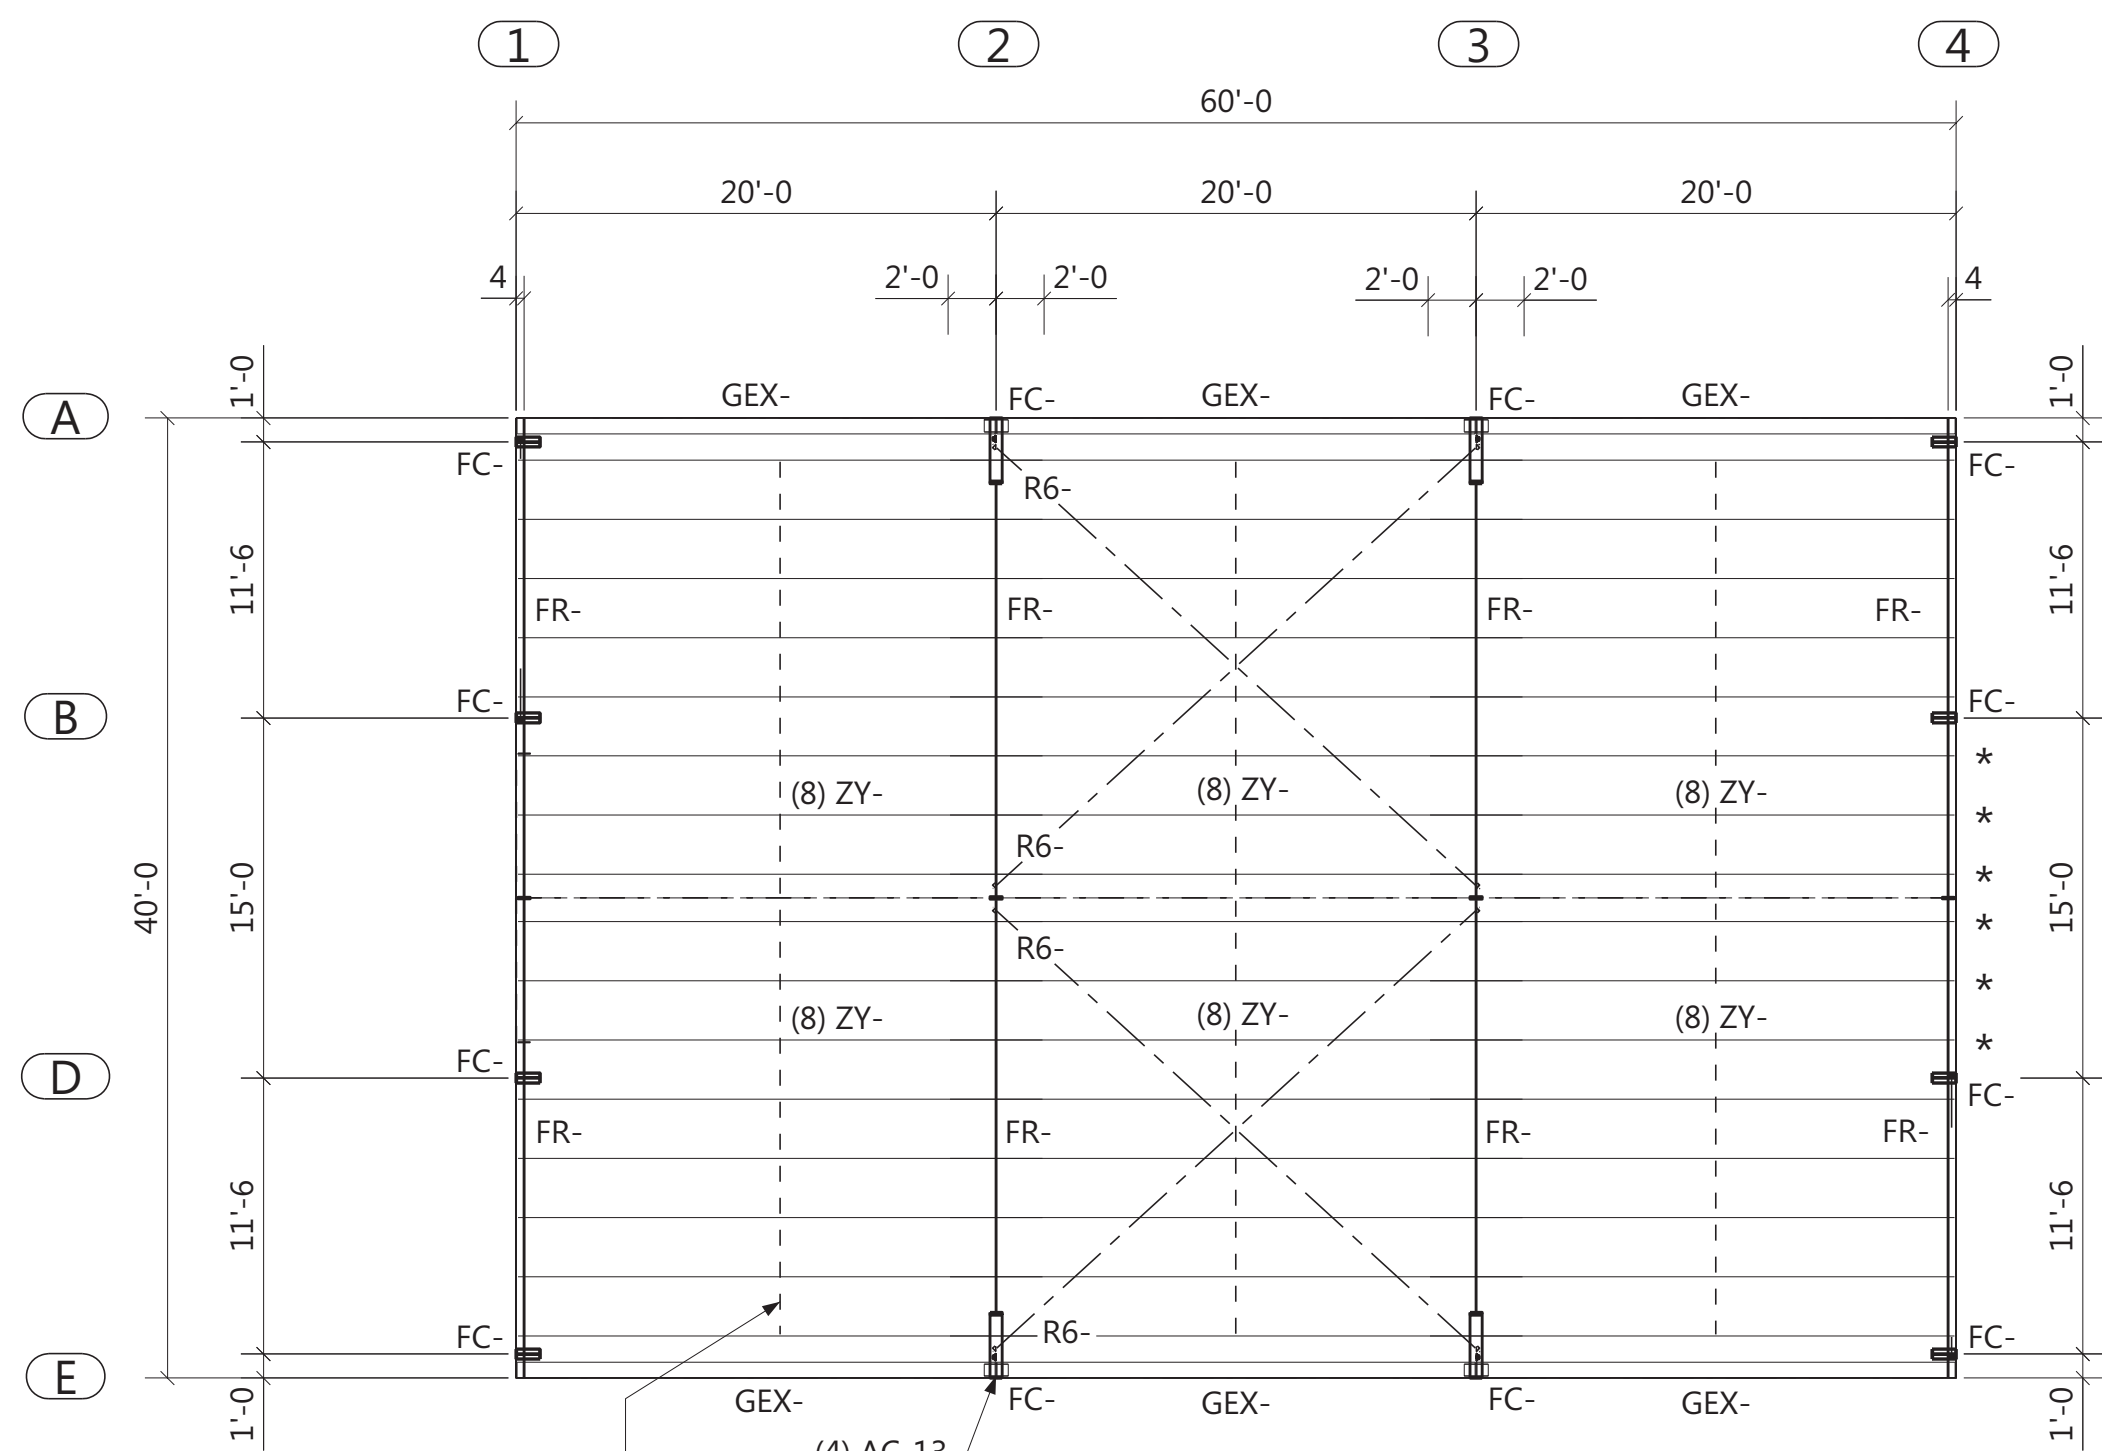 1 2 3 4
60'-0
20'-0 20'-0 20'-0
4 2'-0 2'-0 2'-0 2'-0 4
1'-0 1'-0
A GEX- FC- GEX- FC- GEX-
FC- FC-
R6-
11'-6 11'-6
FR- FR- FR- FR-
FC- FC-
B
*
(8) ZY- (8) ZY- (8) ZY-
*
R6-
*
40'-0 15'-0 15'-0
*
R6-
*
(8) ZY- (8) ZY- (8) ZY-
*
FC-
D
FC-
FR- FR- FR- FR-
11'-6 11'-6
R6-
FC- FC-
E
GEX- FC- GEX- FC- GEX-
1'-0 1'-0
(4) AC-13